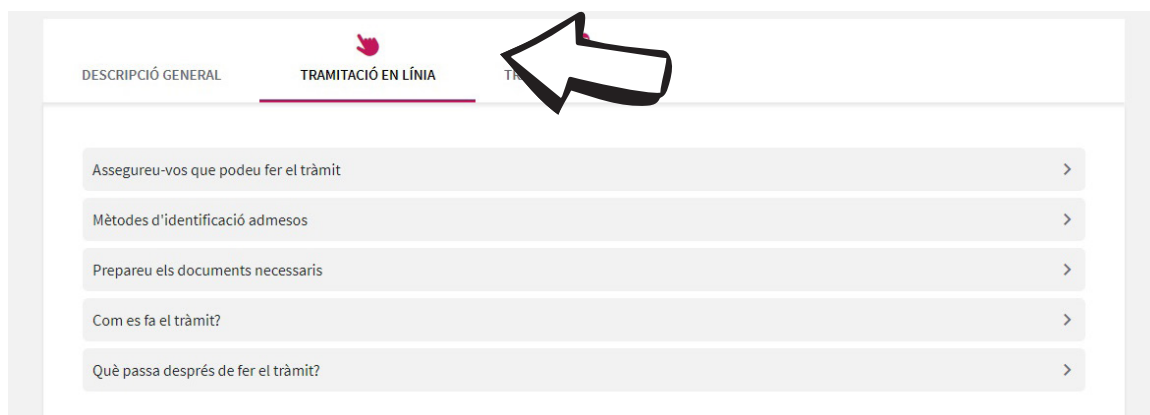 DESCRIPCIÓ GENERAL
TRAMITACIÓ EN LÍNIA
Assegureu-vos que podeu fer el tràmit
Mètodes d'identificació admesos
Prepareu els documents necessaris
Com es fa el tràmit?
Què passa després de fer el tràmit?